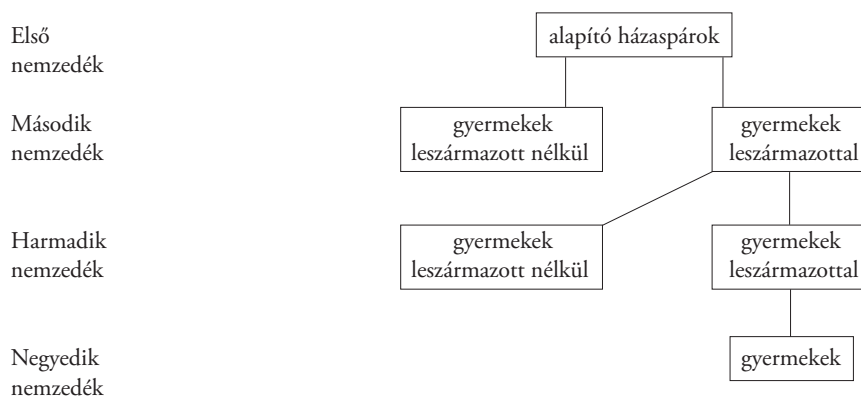 Első
nemzedék
alapító házaspárok
Második
nemzedék
gyermekek
leszármazott nélkül
gyermekek
leszármazottal
Harmadik
nemzedék
gyermekek
leszármazott nélkül
gyermekek
leszármazottal
Negyedik
nemzedék
gyermekek